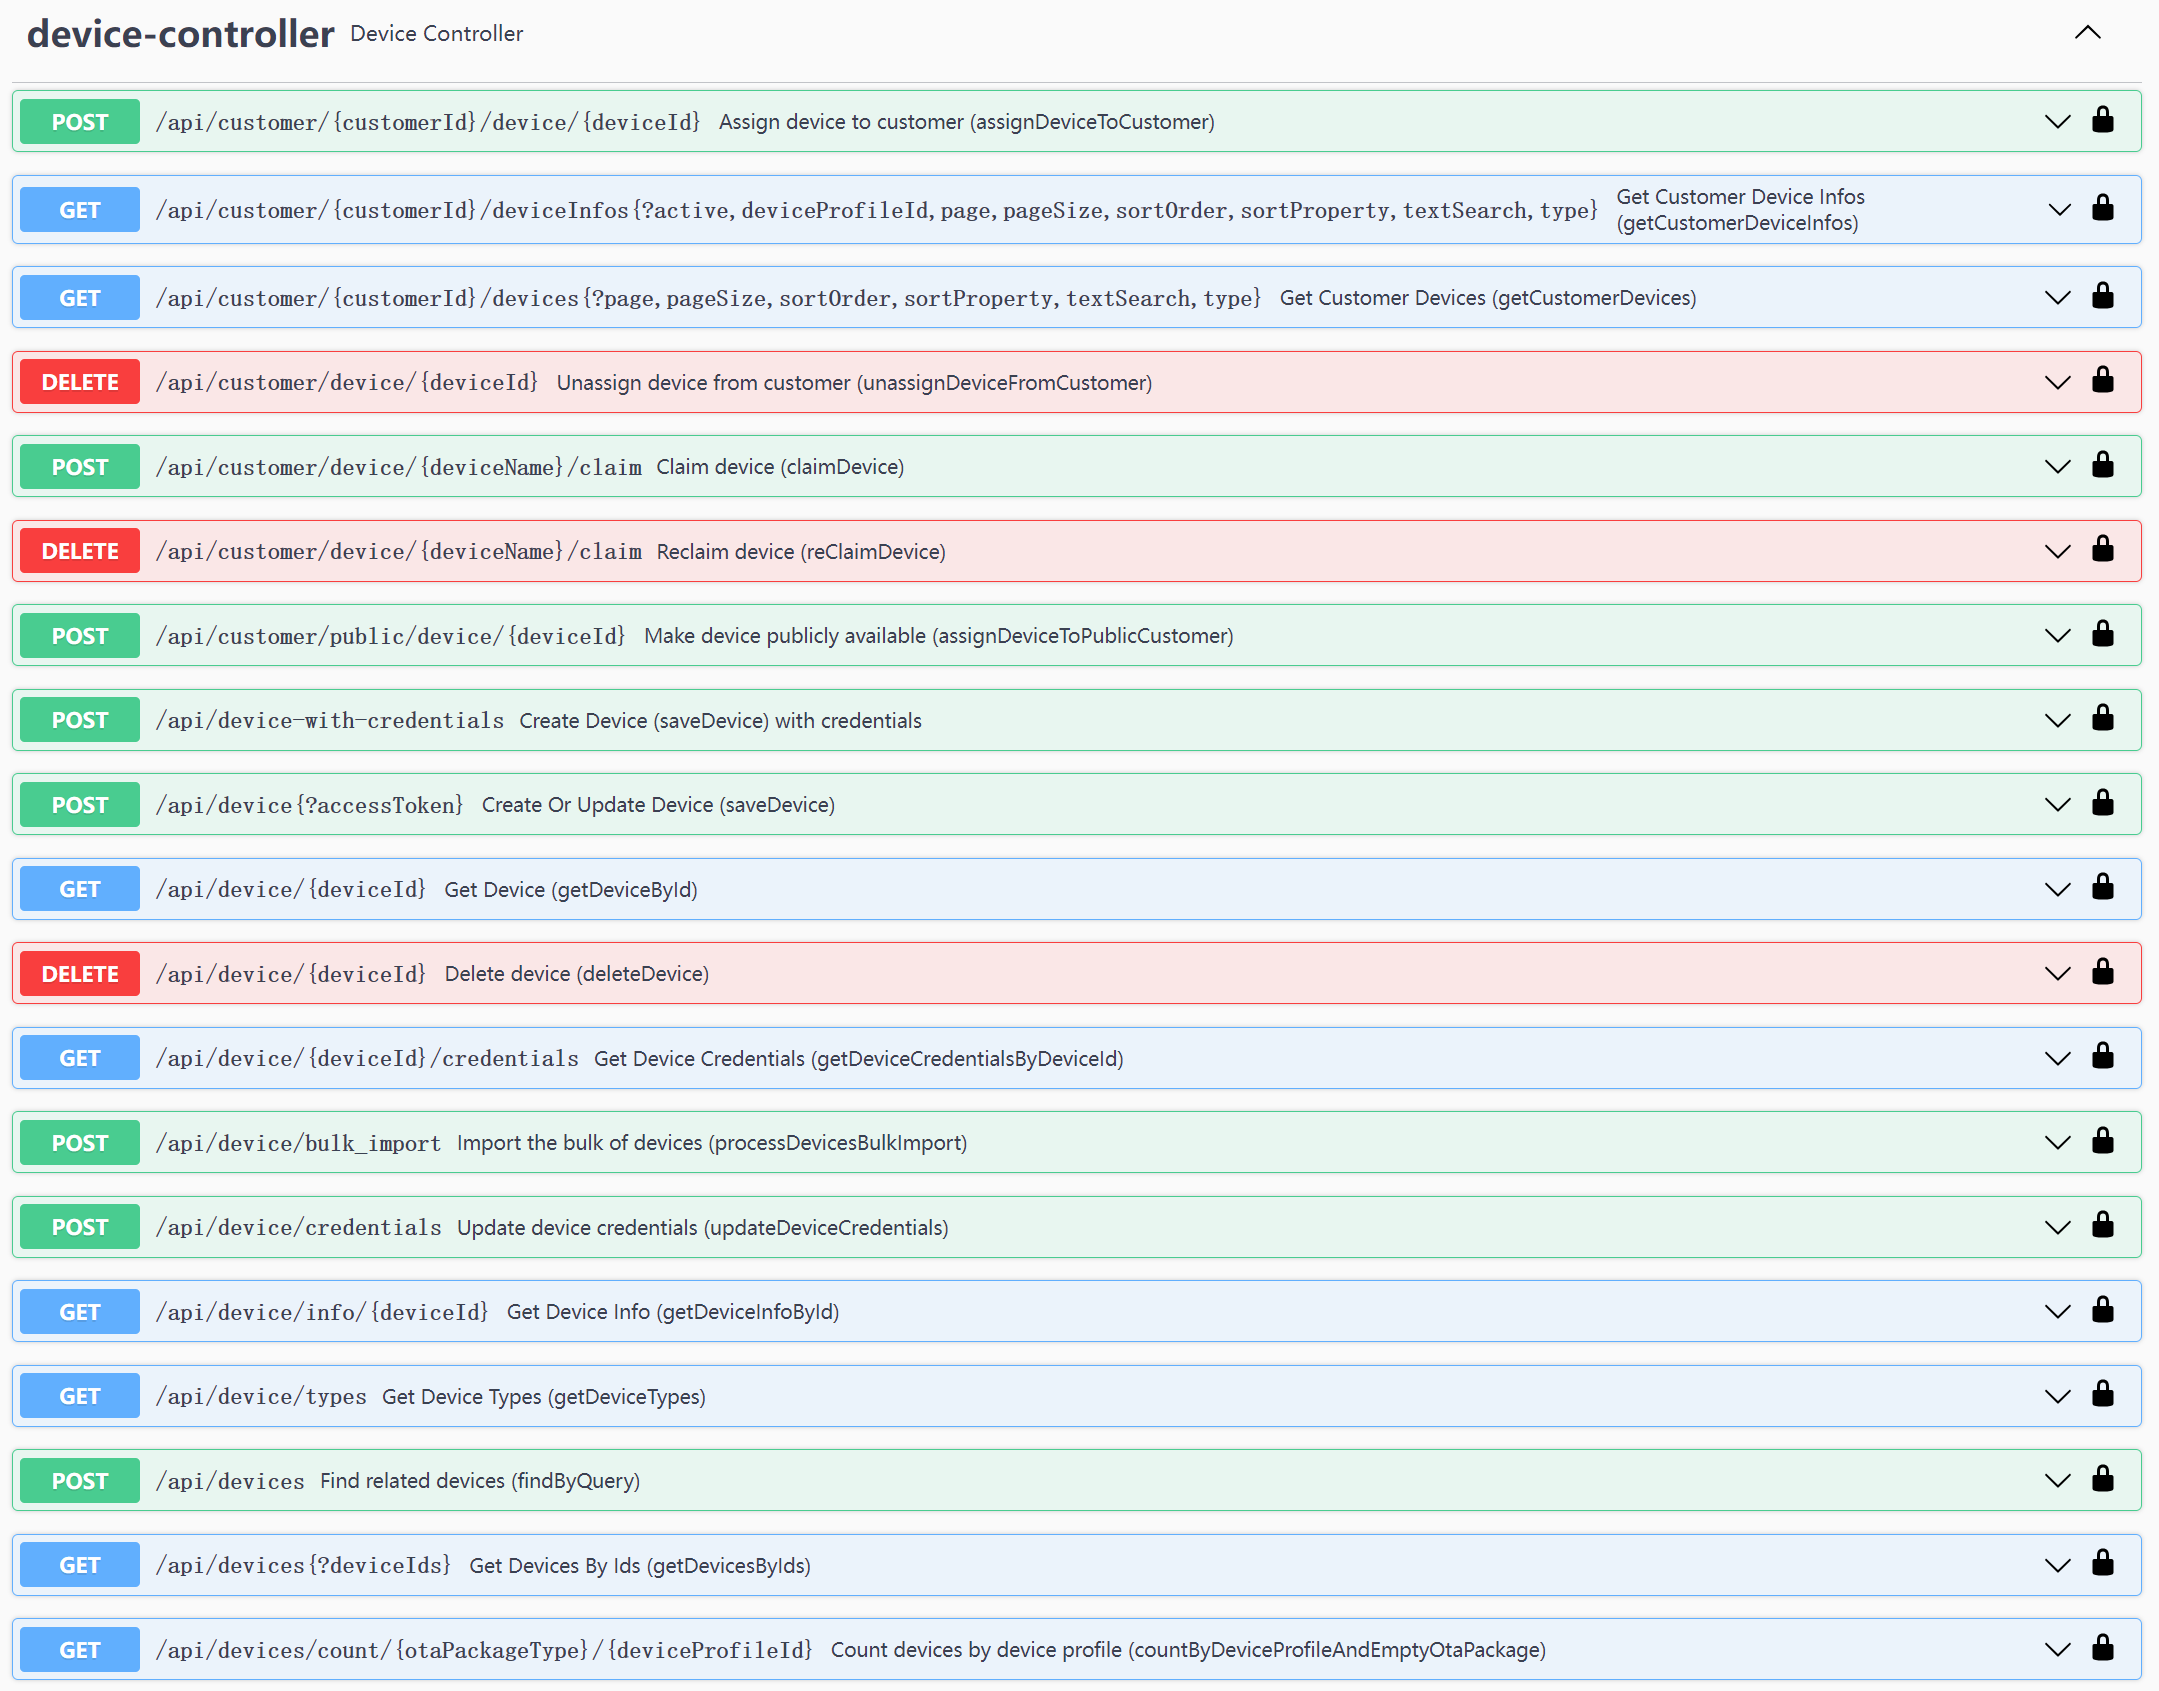 device-controller Device Controller
POST /api/customer/{customerId}/device/{deviceId} Assign device to customer (assignDeviceToCustomer)
GET /api/customer/{customerId}/deviceInfos{?active,deviceProfileId,page,pageSize,sortOrder,sortProperty,textSearch,type} Get Customer Device Infos
(getCustomerDeviceInfos)
GET /api/customer/{customerId}/devices{?page,pageSize,sortOrder,sortProperty,textSearch,type} Get Customer Devices (getCustomerDevices)
DELETE /api/customer/device/{deviceId} Unassign device from customer (unassignDeviceFromCustomer)
POST /api/customer/device/{deviceName}/claim Claim device (claimDevice)
DELETE /api/customer/device/{deviceName}/claim Reclaim device (reClaimDevice)
POST /api/customer/public/device/{deviceId} Make device publicly available (assignDeviceToPublicCustomer)
POST /api/device-with-credentials Create Device (saveDevice) with credentials
POST /api/device{?accessToken} Create Or Update Device (saveDevice)
GET /api/device/{deviceId} Get Device (getDeviceById)
DELETE /api/device/{deviceId} Delete device (deleteDevice)
GET /api/device/{deviceId}/credentials Get Device Credentials (getDeviceCredentialsByDeviceId)
POST /api/device/bulk_import Import the bulk of devices (processDevicesBulkImport)
POST /api/device/credentials Update device credentials (updateDeviceCredentials)
GET /api/device/info/{deviceId} Get Device Info (getDeviceInfoById)
GET /api/device/types Get Device Types (getDeviceTypes)
POST /api/devices Find related devices (findByQuery)
GET /api/devices{?deviceIds} Get Devices By Ids (getDevicesByIds)
GET /api/devices/count/{otaPackageType}/{deviceProfileId} Count devices by device profile (countByDeviceProfileAndEmptyOtaPackage)